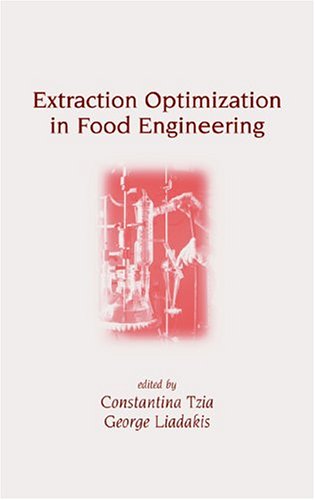 Extraction Optimization
in Food Engineering
edited by
Constantina Tzia
George Liadakis